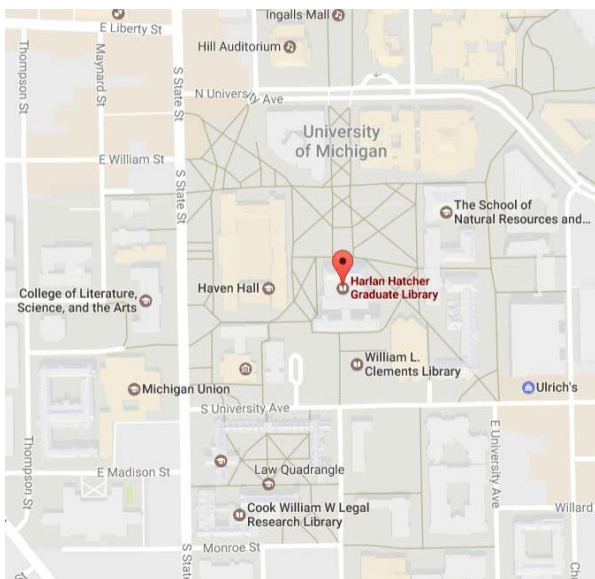 Ingalls Mall
E Liberty St
Hill Auditorium
Thompson St
Maynard St
S State St
N University Ave
University
of Michigan
E William St
S State St
The School of
Natural Resources and...
Haven Hall
Harlan Hatcher
Graduate Library
College of Literature,
Science, and the Arts
William L.
Clements Library
Michigan Union
Ulrich's
S University Ave
E University Ave
Thompson St
E Madison St
Law Quadrangle
Cook William W Legal
Research Library
Willard
Monroe St
S State
Ch